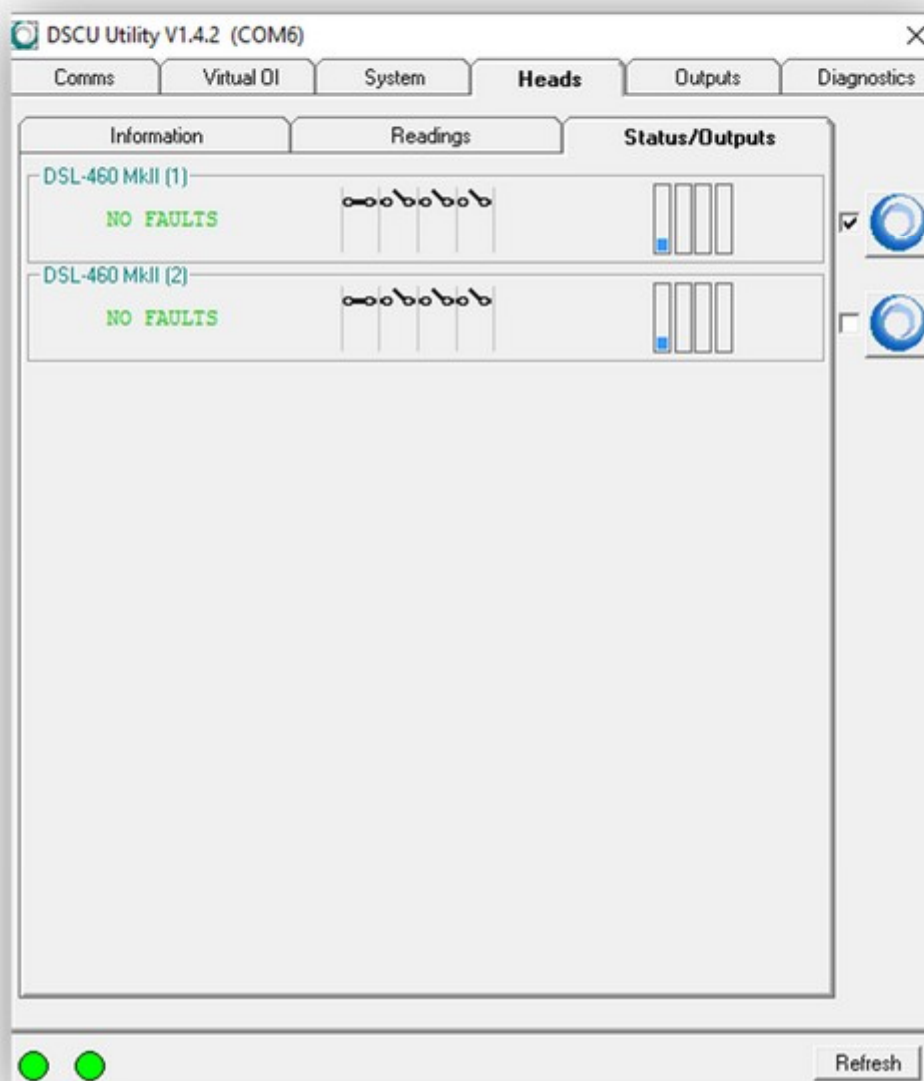 DSCU Utility V1.4.2 (COM6)
Comms Virtual OI System Heads Outputs Diagnostics
Information Readings Status/Outputs
DSL-460 MkII (1)
NO FAULTS
DSL-460 MkII (2)
NO FAULTS
Refresh